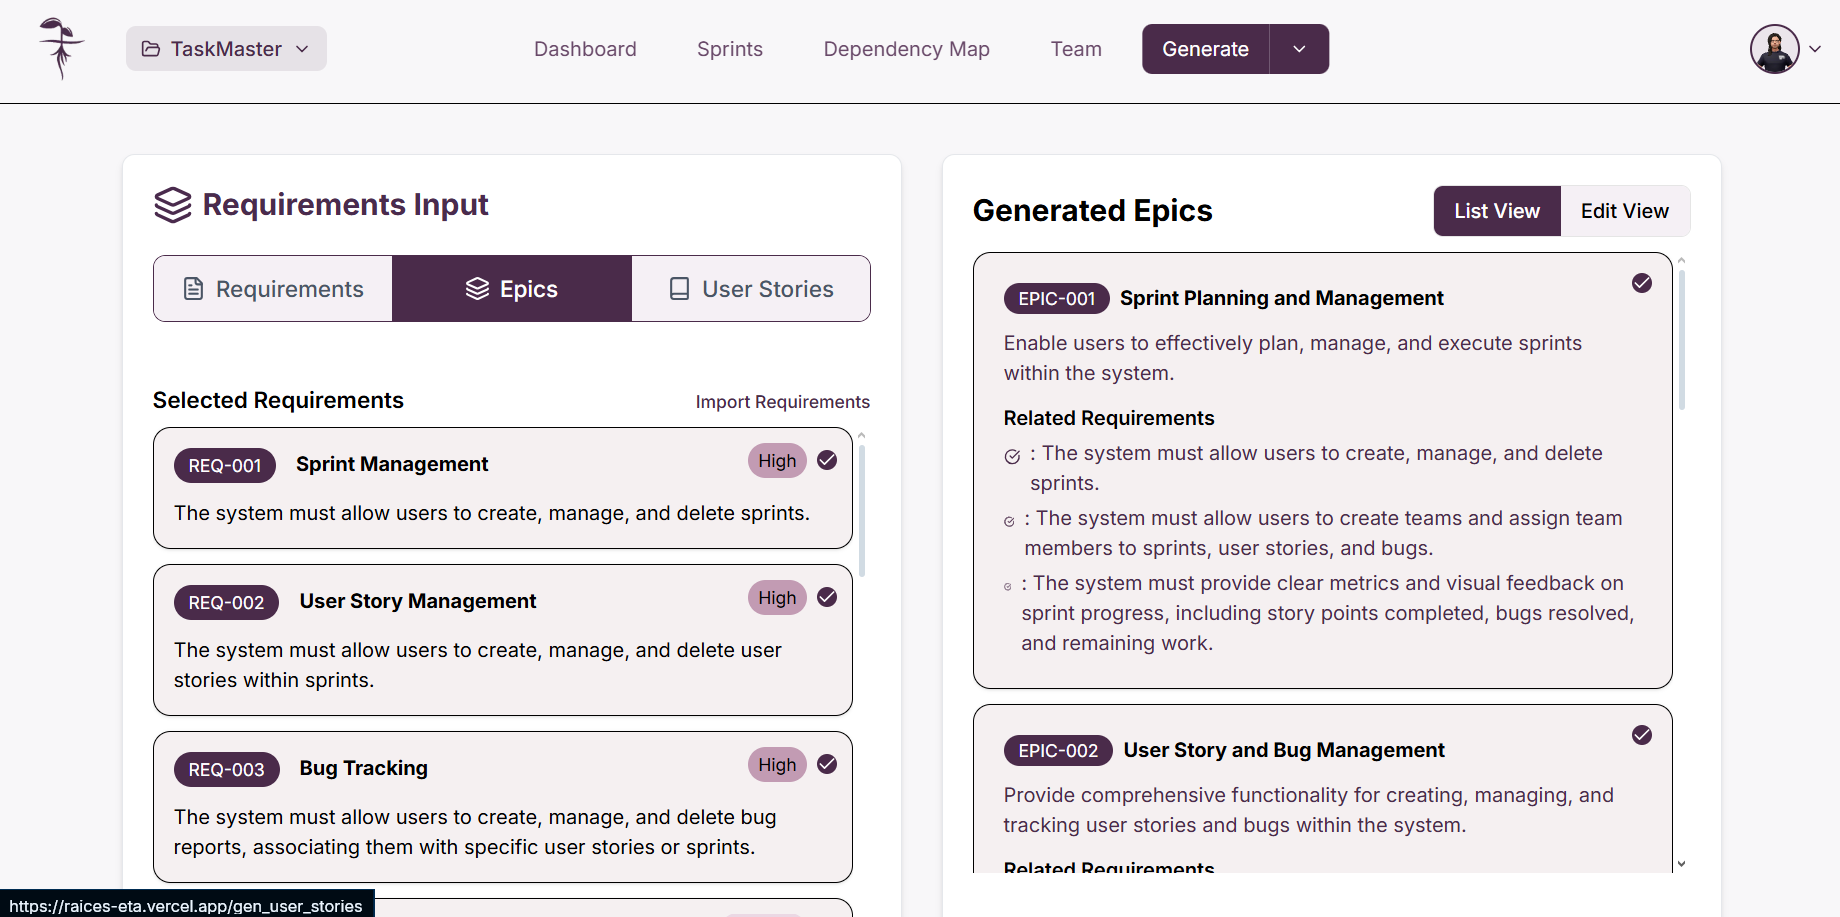 TaskMaster
Dashboard
Sprints
Dependency Map
Team
Generate
Requirements Input
Requirements
Epics
User Stories
Selected Requirements
Import Requirements
REQ-001
Sprint Management
High
The system must allow users to create, manage, and delete sprints.
REQ-002
User Story Management
High
The system must allow users to create, manage, and delete user
stories within sprints.
REQ-003
Bug Tracking
High
The system must allow users to create, manage, and delete bug
reports, associating them with specific user stories or sprints.
Generated Epics
List View
Edit View
EPIC-001
Sprint Planning and Management
Enable users to effectively plan, manage, and execute sprints
within the system.
Related Requirements
: The system must allow users to create, manage, and delete
sprints.
: The system must allow users to create teams and assign team
members to sprints, user stories, and bugs.
: The system must provide clear metrics and visual feedback on
sprint progress, including story points completed, bugs resolved,
and remaining work.
EPIC-002
User Story and Bug Management
Provide comprehensive functionality for creating, managing, and
tracking user stories and bugs within the system.
Related Requirements
https://raices-eta.vercel.app/gen_user_stories